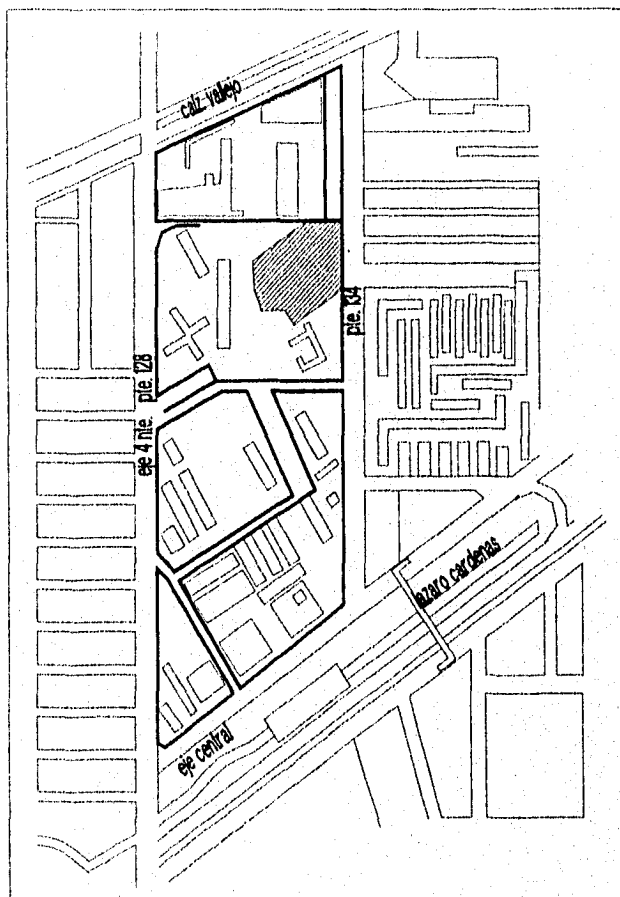 calz vallejo
pte. 134
eje 4 nte. pte. 128
eje central
lazaro cardenas